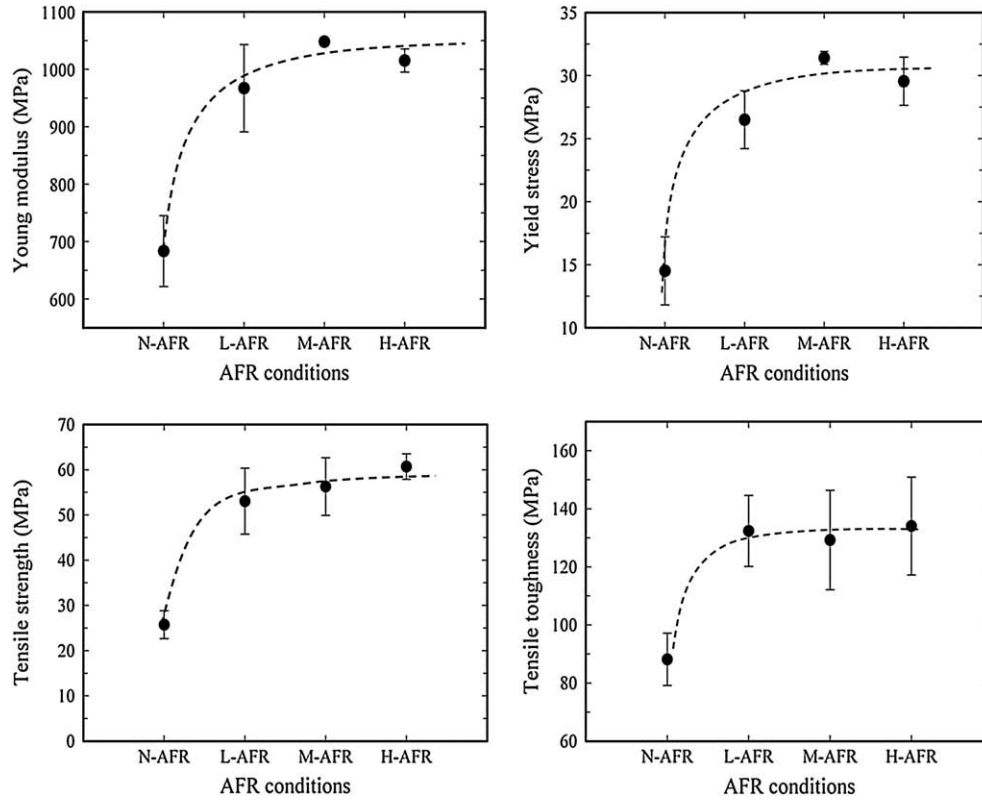 Young modulus (MPa)
1100
1000
900
800
700
600
N-AFR L-AFR M-AFR H-AFR
AFR conditions
Yield stress (MPa)
35
30
25
20
15
10
N-AFR L-AFR M-AFR H-AFR
AFR conditions
Tensile strength (MPa)
70
60
50
40
30
20
10
0
N-AFR L-AFR M-AFR H-AFR
AFR conditions
Tensile toughness (MPa)
160
140
120
100
80
60
N-AFR L-AFR M-AFR H-AFR
AFR conditions